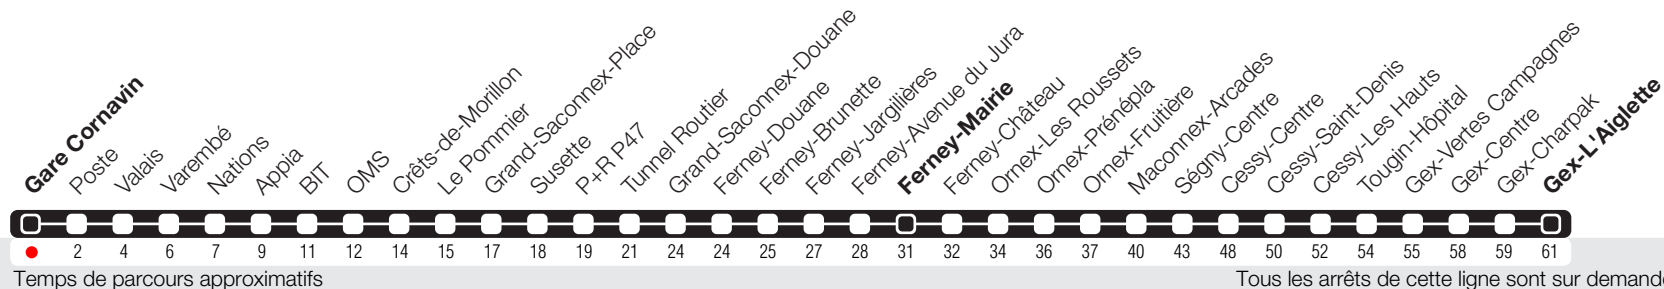 Gare Cornavin
Poste
Valais
Varembé
Nations
Appia
BIT
OMS
Crêts-de-Morillon
Le Pommier
Grand-Saconnex-Place
Susette
P+R P47
Tunnel Routier
Grand-Saconnex-Douane
Ferney-Douane
Ferney-Brunette
Ferney-Jargilières
Ferney-Avenue du Jura
Ferney-Mairie
Ferney-Château
Ornex-Les Roussets
Ornex-Prénépla
Ornex-Fruitière
Maconnex-Arcades
Ségny-Centre
Cessy-Centre
Cessy-Saint-Denis
Cessy-Les Hauts
Tougin-Hôpital
Gex-Vertes Campagnes
Gex-Centre
Gex-Charpak
Gex-L'Aiglette
2 4 6 7 9 11 12 14 15 17 18 19 21 24 24 25 27 28 31 32 34 36 37 40 43 48 50 52 54 55 58 59 61
Temps de parcours approximatifs
Tous les arrêts de cette ligne sont sur demande